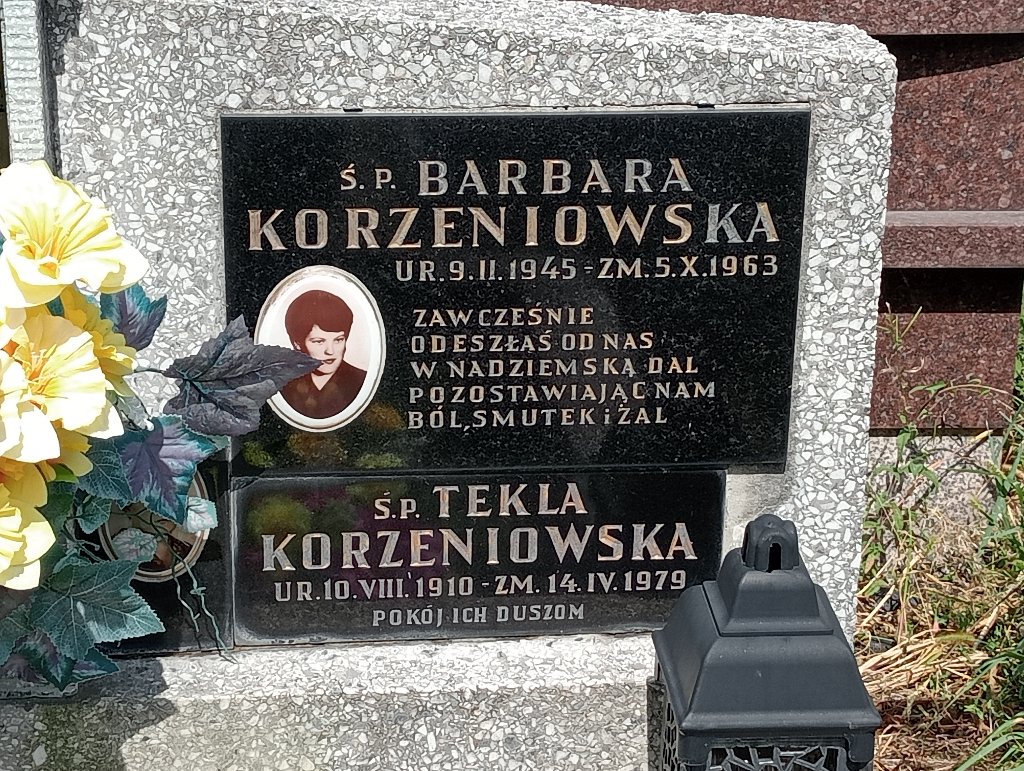 Ś.P. BARBARA
KORZENIOWSKA
UR. 9.II.1945 - ZM. 5.X.1963
ZAWCZEŚNIE
ODESZŁAŚ OD NAS
W NADZIEMSKĄ DAL
POZOSTAWIAJĄC NAM
BÓL, SMUTEK i ŻAL
Ś.P. TEKLA
KORZENIOWSKA
UR. 10.VIII.1910 - ZM. 14.IV.1979
POKÓJ ICH DUSZOM